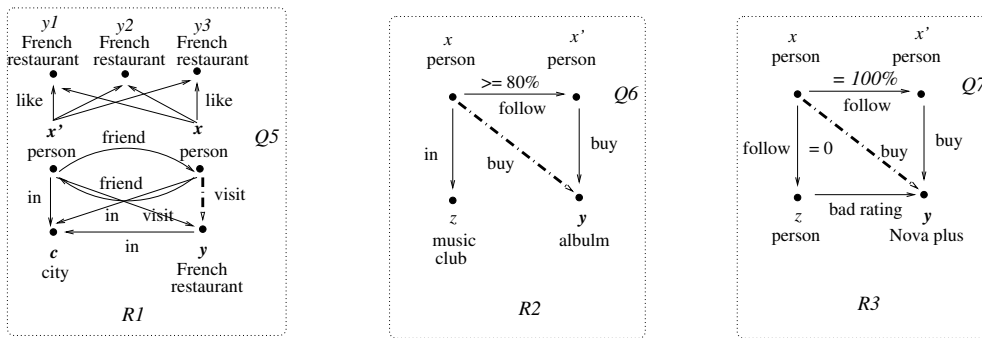 y1 y2 y3
French French French
restaurant restaurant restaurant
like like
x' x
person friend person
Q5
friend
visit
in in visit
in
c y
city French
restaurant
R1
x x'
person person
>= 80%
follow
Q6
in buy buy
z y
music albulm
club
R2
x x'
person person
= 100%
follow
Q7
follow = 0 buy buy
z bad rating y
person Nova plus
R3